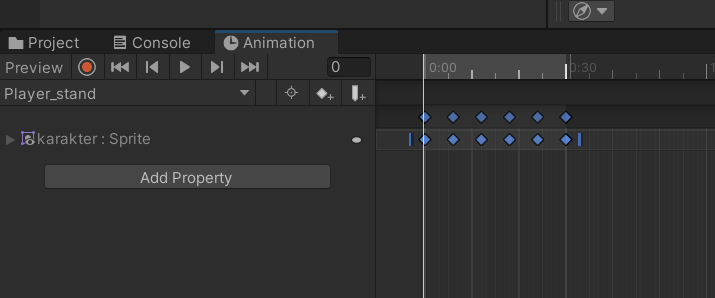 Project Console Animation
Preview 0 0:00 0:30
Player_stand
karakter : Sprite
Add Property